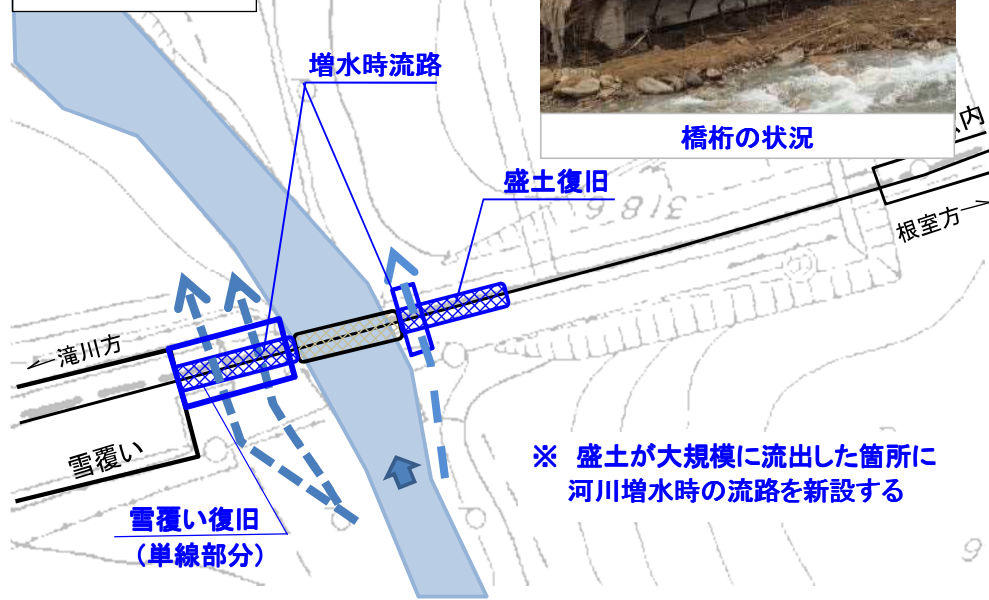 増水時流路
橋桁の状況
内
盛土復旧
318.6
根室方→
←滝川方
雪覆い
※ 盛土が大規模に流出した箇所に
河川増水時の流路を新設する
雪覆い復旧
(単線部分)